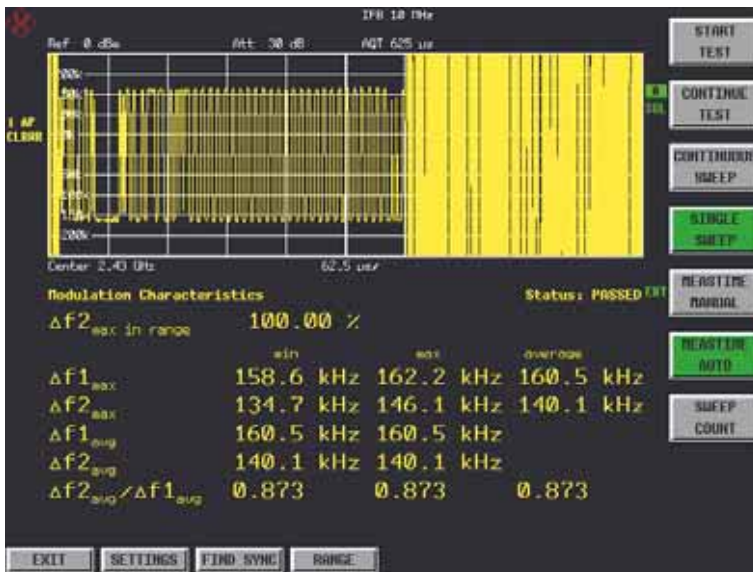 IFB 10 MHz
Ref 0 dBm Att 30 dB AQT 625 µs
1 AP
CLRWR
200k
Center 2.43 GHz 62.5 µs/
Modulation Characteristics Status: PASSED
Δf2max in range 100.00 %
min max average
Δf1max 158.6 kHz 162.2 kHz 160.5 kHz
Δf2max 134.7 kHz 146.1 kHz 140.1 kHz
Δf1avg 160.5 kHz 160.5 kHz
Δf2avg 140.1 kHz 140.1 kHz
Δf2avg/Δf1avg 0.873 0.873 0.873
EXT
START
TEST
CONTINUE
TEST
CONTINUOUS
SWEEP
SINGLE
SWEEP
MEASTIME
MANUAL
MEASTIME
AUTO
SWEEP
COUNT
EXIT SETTINGS FIND SYNC RANGE